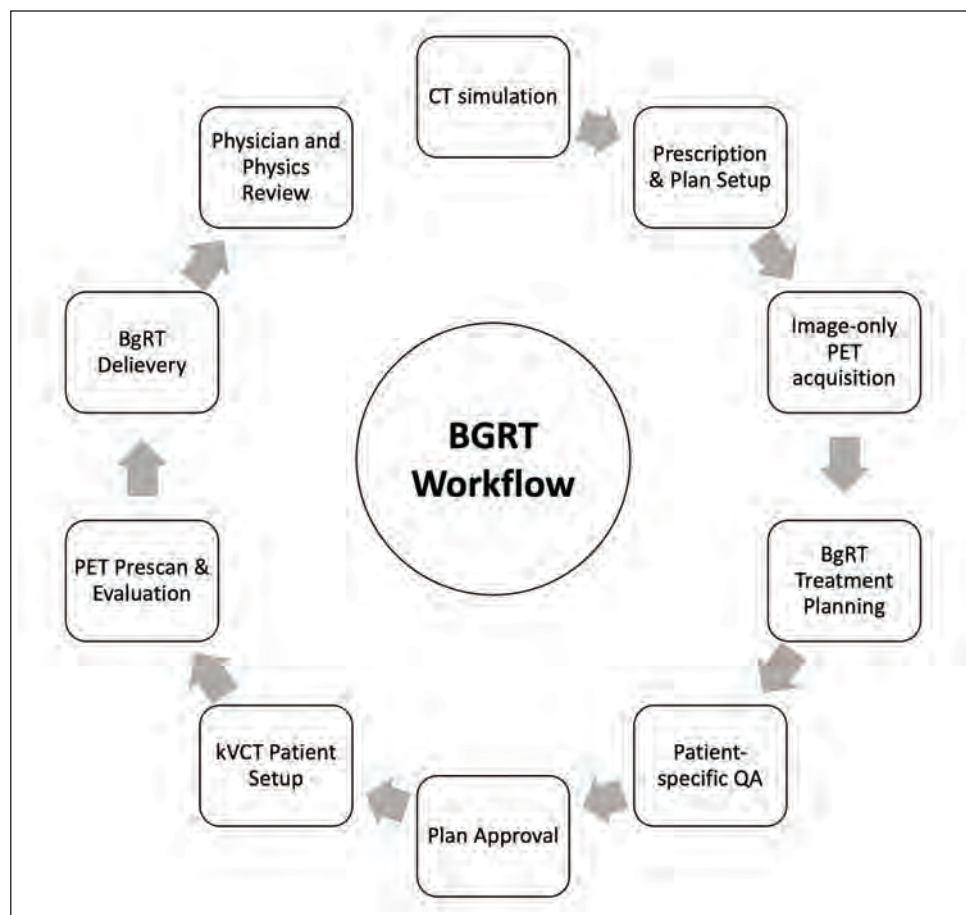 CT simulation
Prescription
& Plan Setup
Image-only
PET
acquisition
BgRT
Treatment
Planning
Patient-
specific QA
Plan Approval
kVCT Patient
Setup
PET Prescan &
Evaluation
BgRT
Delievery
Physician and
Physics
Review
BGRT
Workflow